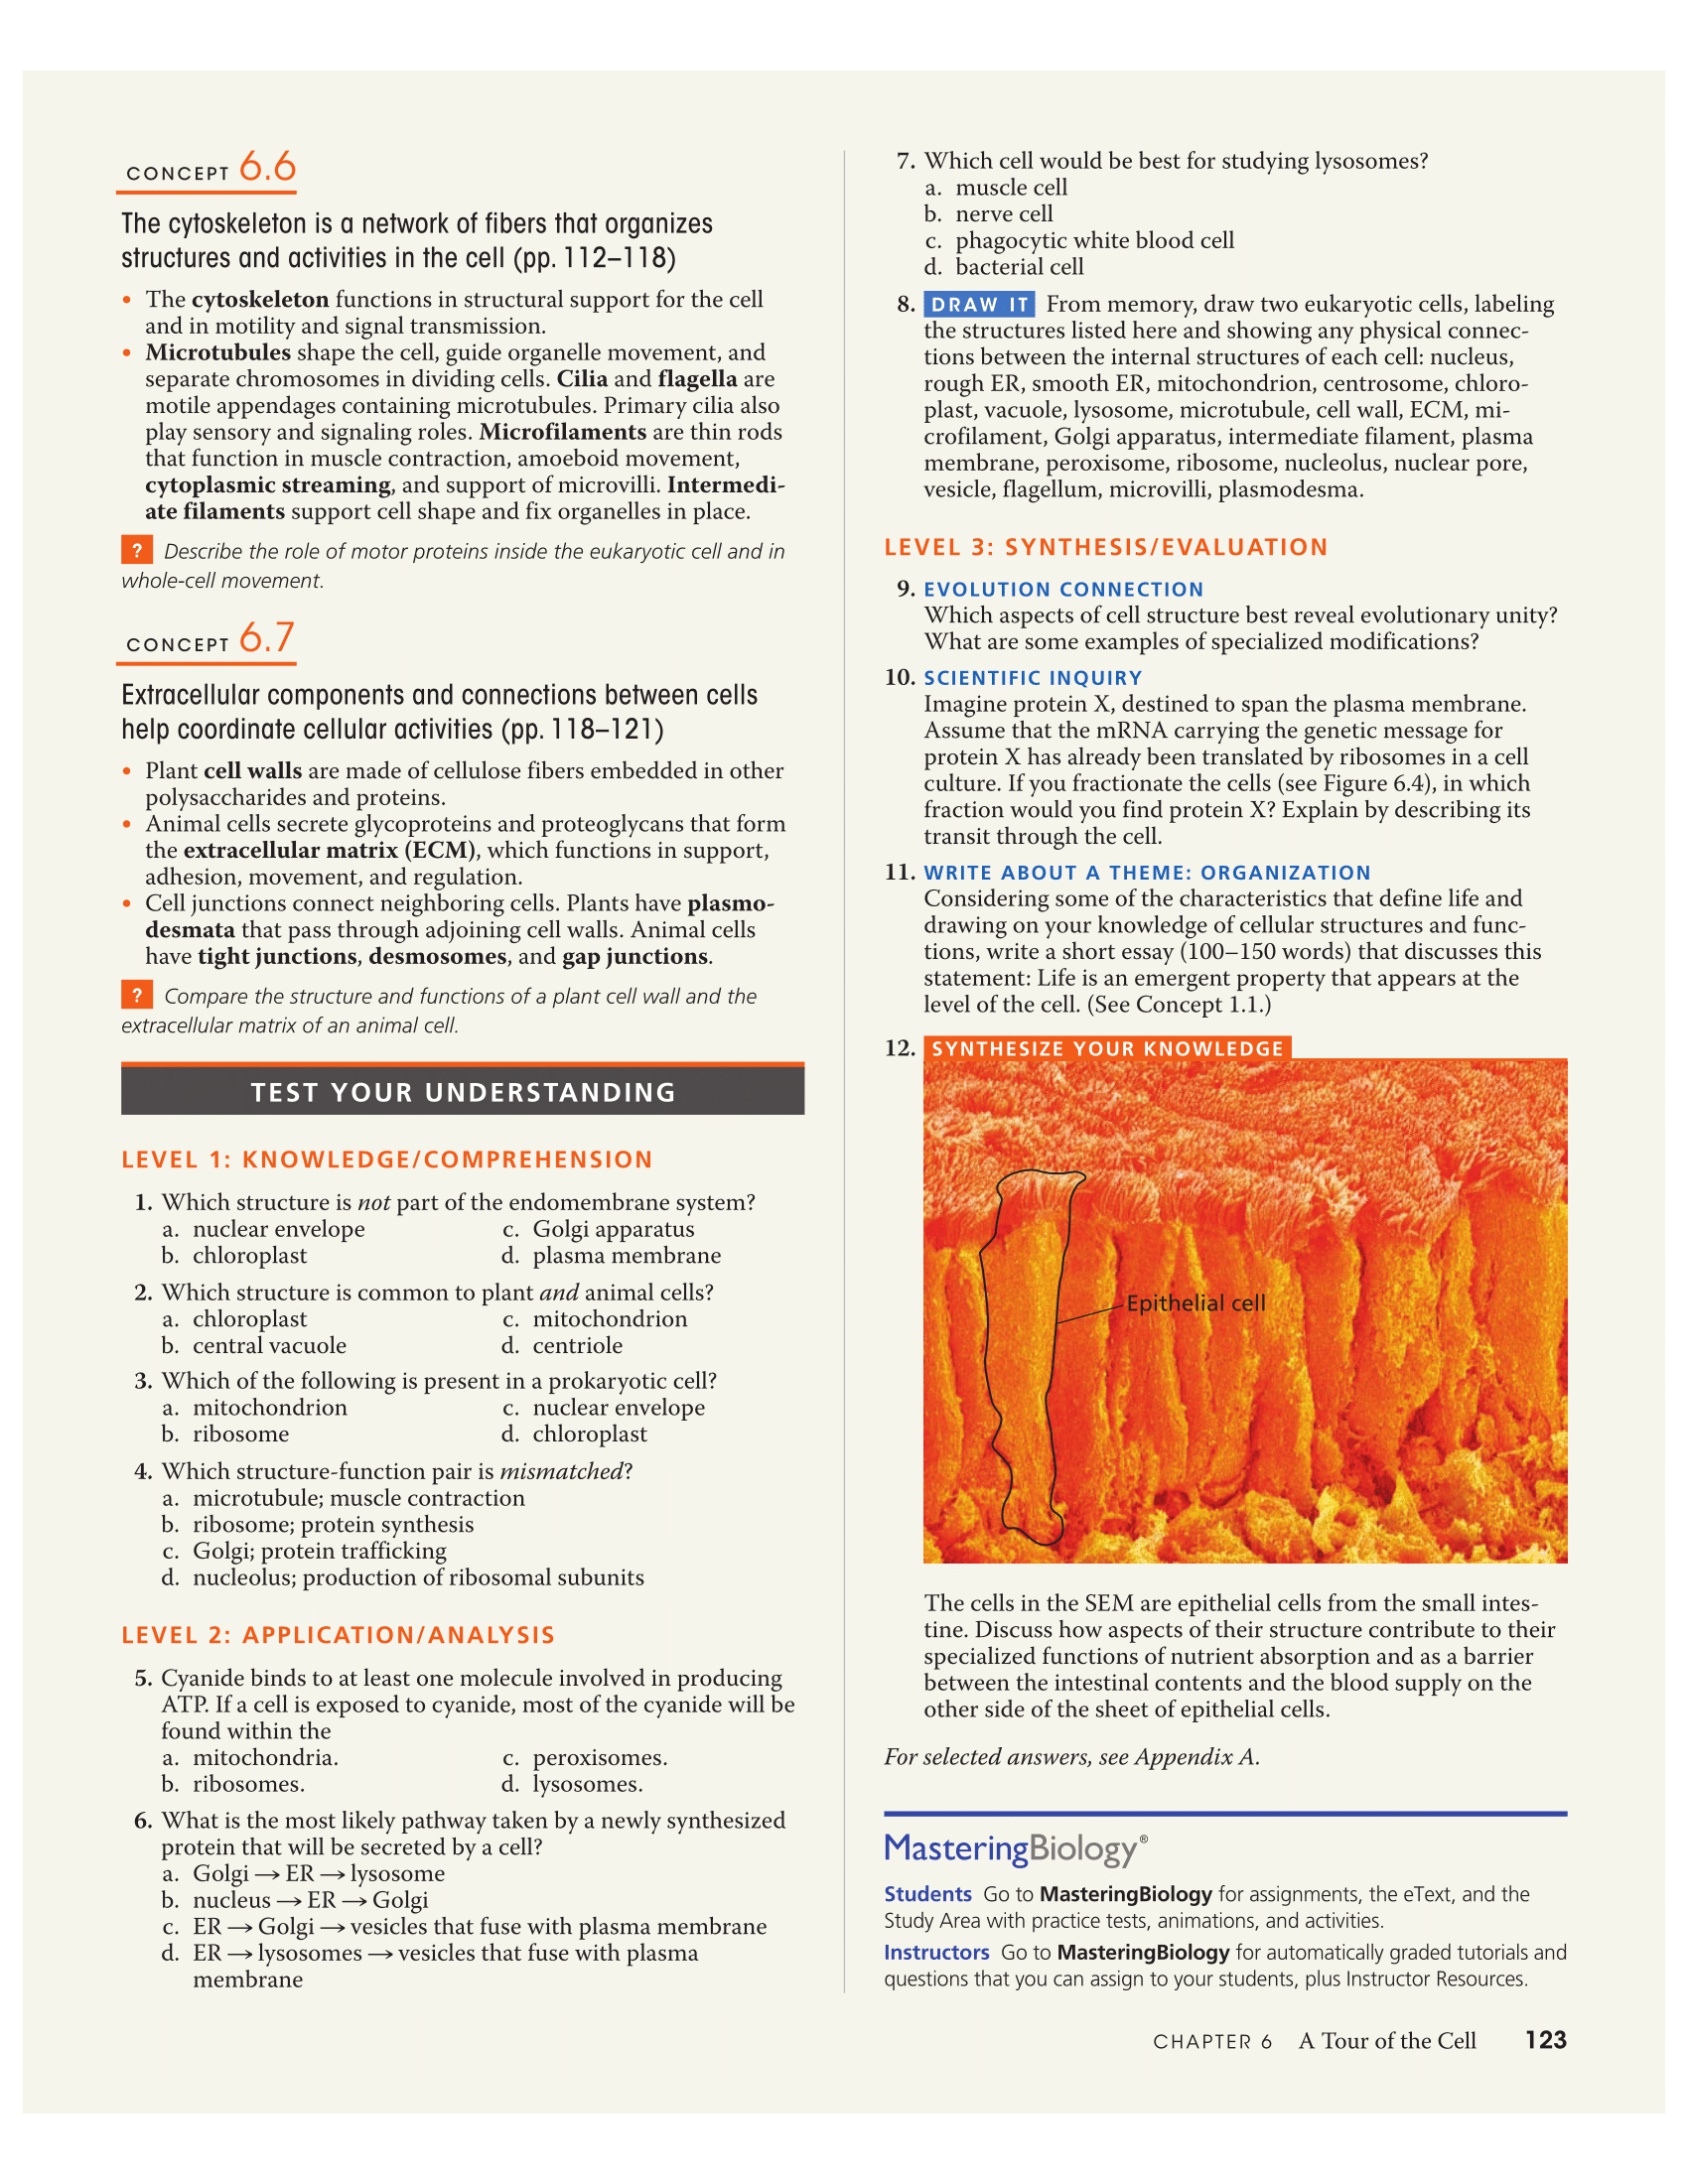 CONCEPT 6.6
The cytoskeleton is a network of fibers that organizes
structures and activities in the cell (pp. 112–118)
• The cytoskeleton functions in structural support for the cell
and in motility and signal transmission.
• Microtubules shape the cell, guide organelle movement, and
separate chromosomes in dividing cells. Cilia and flagella are
motile appendages containing microtubules. Primary cilia also
play sensory and signaling roles. Microfilaments are thin rods
that function in muscle contraction, amoeboid movement,
cytoplasmic streaming, and support of microvilli. Intermedi-
ate filaments support cell shape and fix organelles in place.
? Describe the role of motor proteins inside the eukaryotic cell and in
whole-cell movement.
CONCEPT 6.7
Extracellular components and connections between cells
help coordinate cellular activities (pp. 118–121)
• Plant cell walls are made of cellulose fibers embedded in other
polysaccharides and proteins.
• Animal cells secrete glycoproteins and proteoglycans that form
the extracellular matrix (ECM), which functions in support,
adhesion, movement, and regulation.
• Cell junctions connect neighboring cells. Plants have plasmo-
desmata that pass through adjoining cell walls. Animal cells
have tight junctions, desmosomes, and gap junctions.
? Compare the structure and functions of a plant cell wall and the
extracellular matrix of an animal cell.
TEST YOUR UNDERSTANDING
LEVEL 1: KNOWLEDGE/COMPREHENSION
1. Which structure is not part of the endomembrane system?
a. nuclear envelope c. Golgi apparatus
b. chloroplast d. plasma membrane
2. Which structure is common to plant and animal cells?
a. chloroplast c. mitochondrion
b. central vacuole d. centriole
3. Which of the following is present in a prokaryotic cell?
a. mitochondrion c. nuclear envelope
b. ribosome d. chloroplast
4. Which structure-function pair is mismatched?
a. microtubule; muscle contraction
b. ribosome; protein synthesis
c. Golgi; protein trafficking
d. nucleolus; production of ribosomal subunits
LEVEL 2: APPLICATION/ANALYSIS
5. Cyanide binds to at least one molecule involved in producing
ATP. If a cell is exposed to cyanide, most of the cyanide will be
found within the
a. mitochondria. c. peroxisomes.
b. ribosomes. d. lysosomes.
6. What is the most likely pathway taken by a newly synthesized
protein that will be secreted by a cell?
a. Golgi → ER → lysosome
b. nucleus → ER → Golgi
c. ER → Golgi → vesicles that fuse with plasma membrane
d. ER → lysosomes → vesicles that fuse with plasma
membrane
7. Which cell would be best for studying lysosomes?
a. muscle cell
b. nerve cell
c. phagocytic white blood cell
d. bacterial cell
8. DRAW IT From memory, draw two eukaryotic cells, labeling
the structures listed here and showing any physical connec-
tions between the internal structures of each cell: nucleus,
rough ER, smooth ER, mitochondrion, centrosome, chloro-
plast, vacuole, lysosome, microtubule, cell wall, ECM, mi-
crofilament, Golgi apparatus, intermediate filament, plasma
membrane, peroxisome, ribosome, nucleolus, nuclear pore,
vesicle, flagellum, microvilli, plasmodesma.
LEVEL 3: SYNTHESIS/EVALUATION
9. EVOLUTION CONNECTION
Which aspects of cell structure best reveal evolutionary unity?
What are some examples of specialized modifications?
10. SCIENTIFIC INQUIRY
Imagine protein X, destined to span the plasma membrane.
Assume that the mRNA carrying the genetic message for
protein X has already been translated by ribosomes in a cell
culture. If you fractionate the cells (see Figure 6.4), in which
fraction would you find protein X? Explain by describing its
transit through the cell.
11. WRITE ABOUT A THEME: ORGANIZATION
Considering some of the characteristics that define life and
drawing on your knowledge of cellular structures and func-
tions, write a short essay (100–150 words) that discusses this
statement: Life is an emergent property that appears at the
level of the cell. (See Concept 1.1.)
12. SYNTHESIZE YOUR KNOWLEDGE
Epithelial cell
The cells in the SEM are epithelial cells from the small intes-
tine. Discuss how aspects of their structure contribute to their
specialized functions of nutrient absorption and as a barrier
between the intestinal contents and the blood supply on the
other side of the sheet of epithelial cells.
For selected answers, see Appendix A.
MasteringBiology®
Students Go to MasteringBiology for assignments, the eText, and the
Study Area with practice tests, animations, and activities.
Instructors Go to MasteringBiology for automatically graded tutorials and
questions that you can assign to your students, plus Instructor Resources.
CHAPTER 6 A Tour of the Cell 123